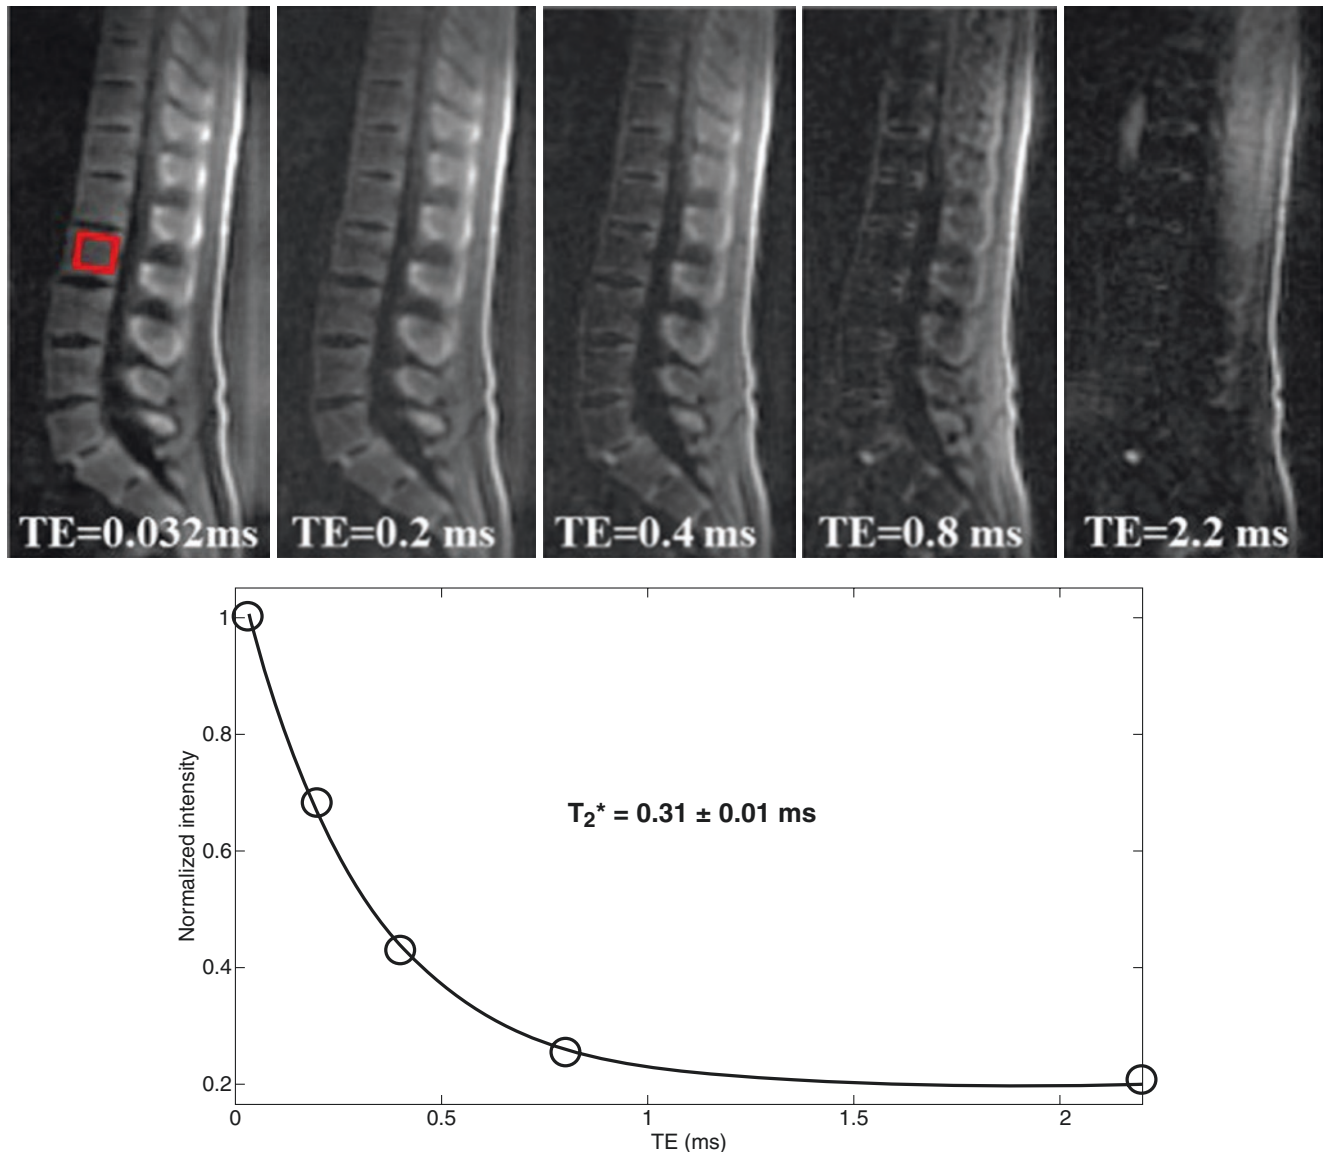 TE=0.032ms
TE=0.2 ms
TE=0.4 ms
TE=0.8 ms
TE=2.2 ms
1
0.8
0.6
0.4
0.2
Normalized intensity
T2* = 0.31 ± 0.01 ms
0
0.5
1
1.5
2
TE (ms)